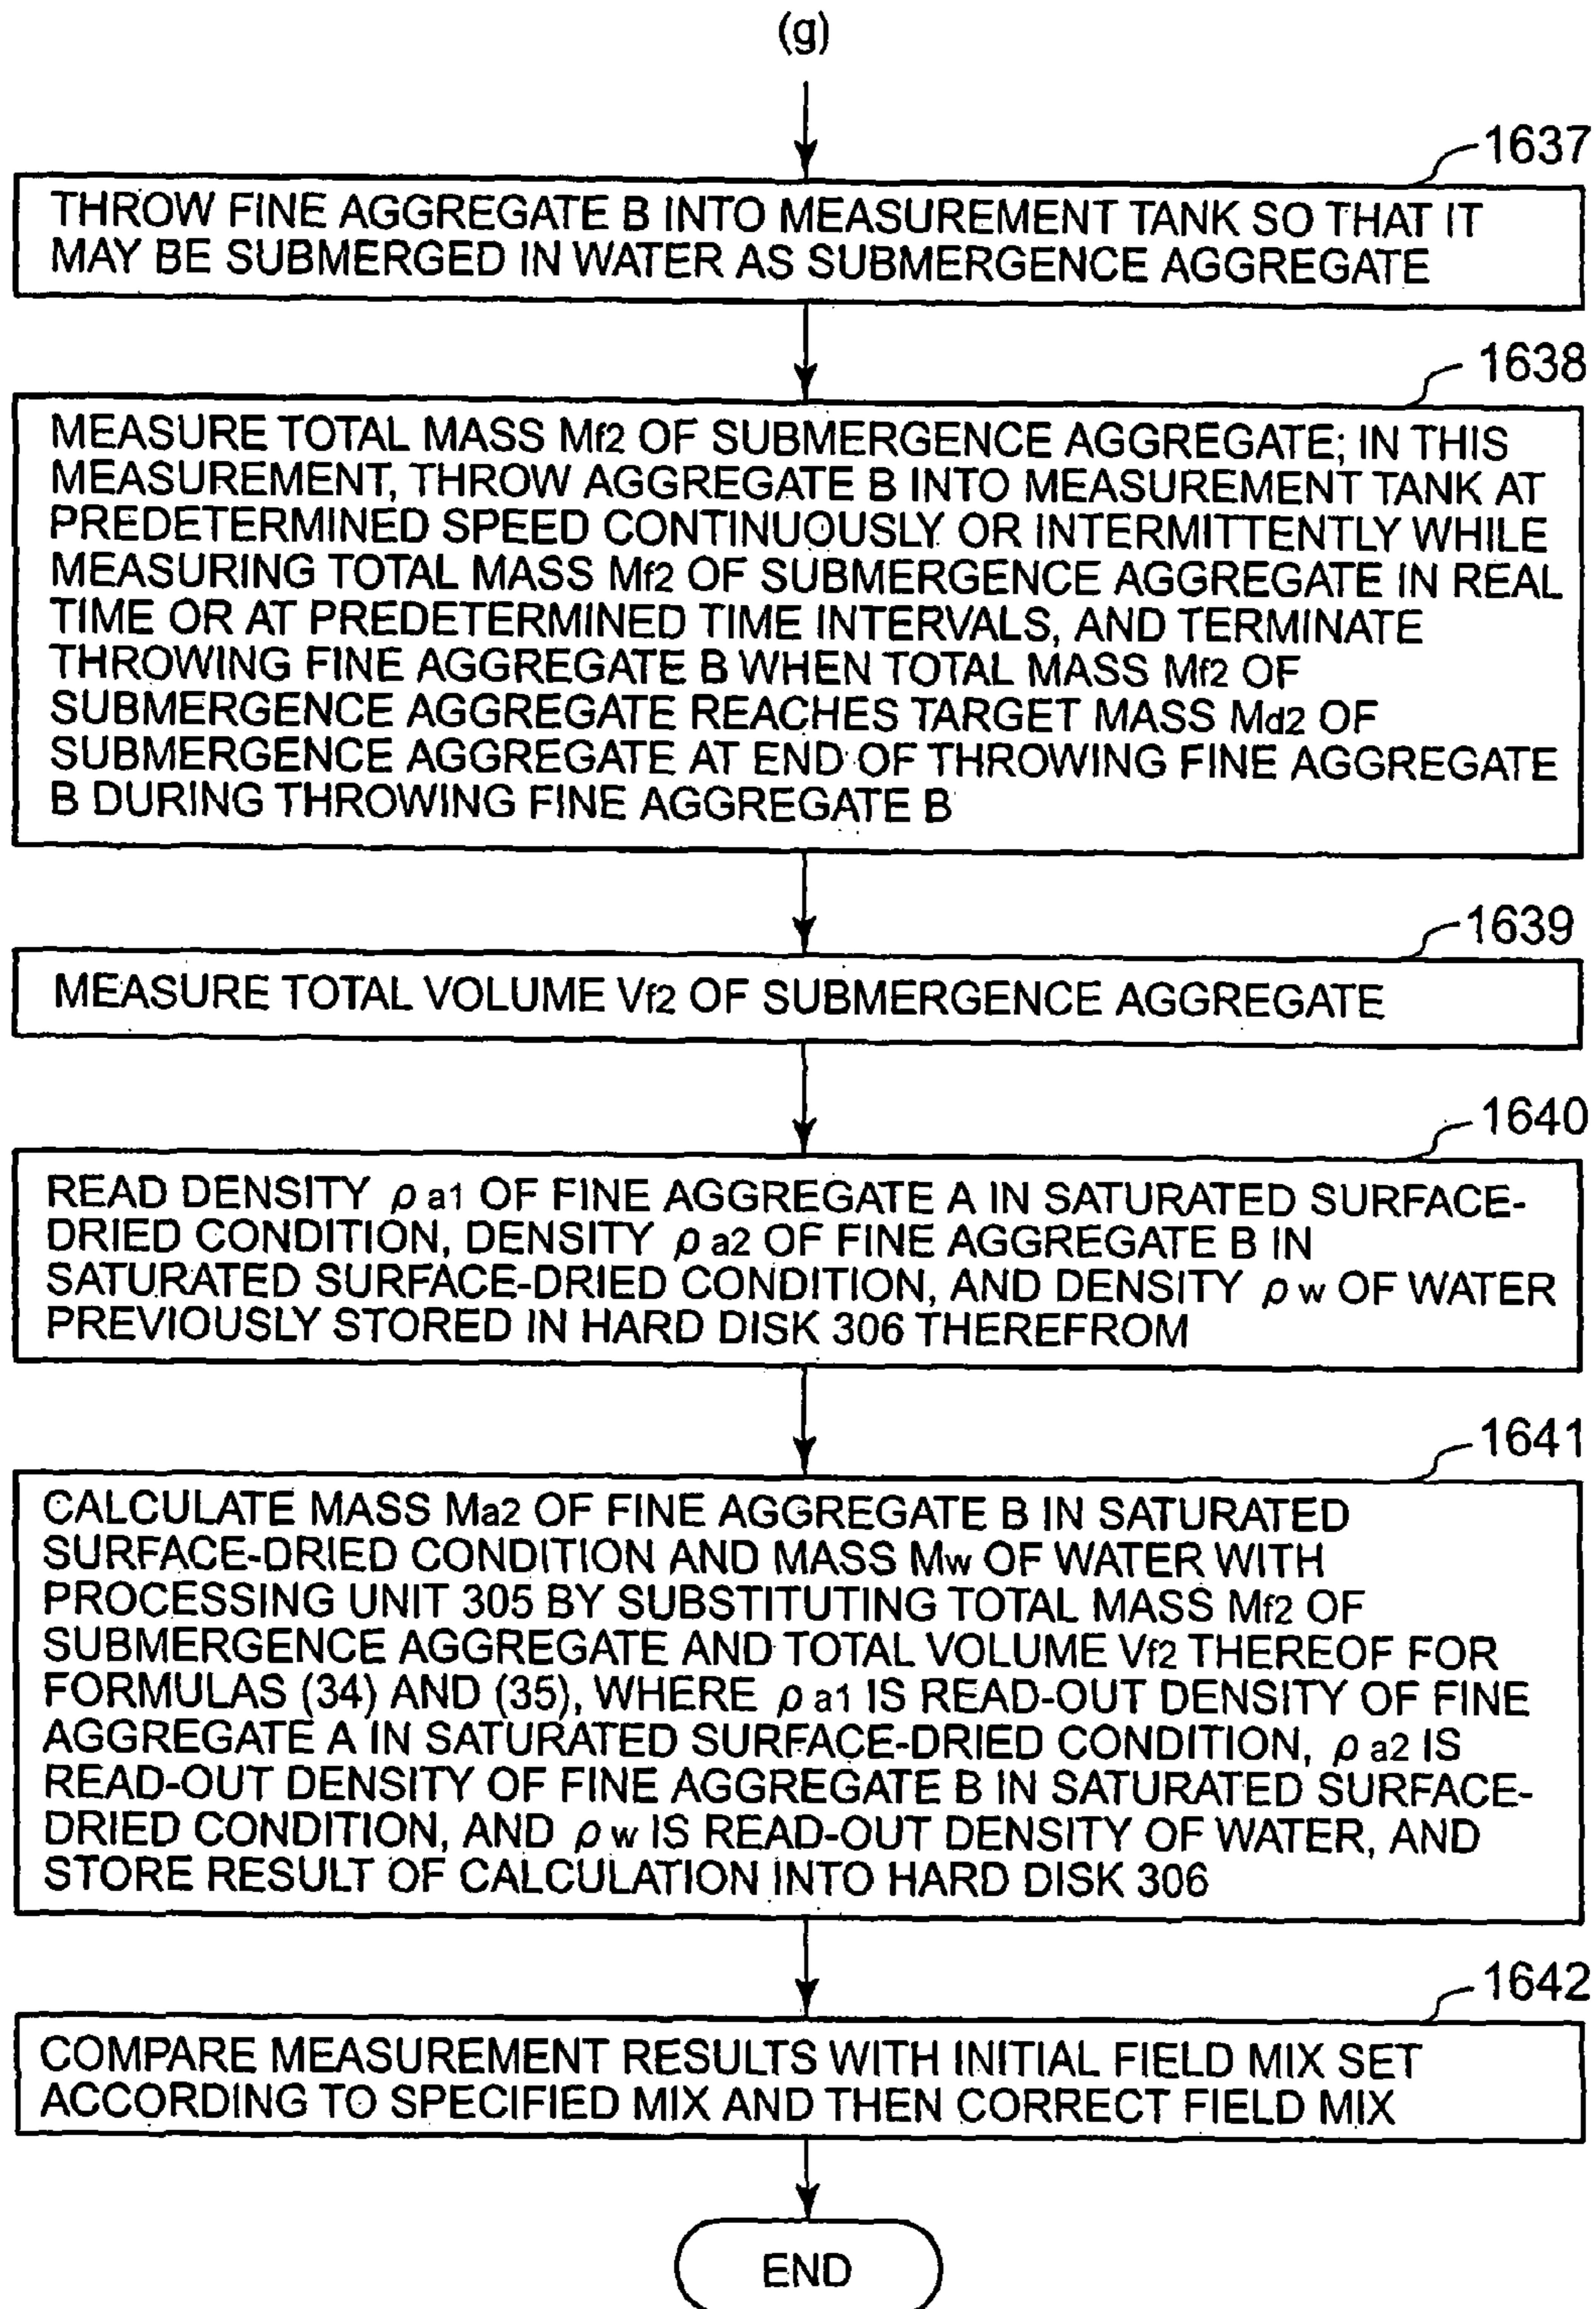 (g)
1637
THROW FINE AGGREGATE B INTO MEASUREMENT TANK SO THAT IT
MAY BE SUBMERGED IN WATER AS SUBMERGENCE AGGREGATE
1638
MEASURE TOTAL MASS Mf2 OF SUBMERGENCE AGGREGATE; IN THIS
MEASUREMENT, THROW AGGREGATE B INTO MEASUREMENT TANK AT
PREDETERMINED SPEED CONTINUOUSLY OR INTERMITTENTLY WHILE
MEASURING TOTAL MASS Mf2 OF SUBMERGENCE AGGREGATE IN REAL
TIME OR AT PREDETERMINED TIME INTERVALS, AND TERMINATE
THROWING FINE AGGREGATE B WHEN TOTAL MASS Mf2 OF
SUBMERGENCE AGGREGATE REACHES TARGET MASS Md2 OF
SUBMERGENCE AGGREGATE AT END OF THROWING FINE AGGREGATE
B DURING THROWING FINE AGGREGATE B
1639
MEASURE TOTAL VOLUME Vf2 OF SUBMERGENCE AGGREGATE
1640
READ DENSITY ρa1 OF FINE AGGREGATE A IN SATURATED SURFACE-
DRIED CONDITION, DENSITY ρa2 OF FINE AGGREGATE B IN
SATURATED SURFACE-DRIED CONDITION, AND DENSITY ρw OF WATER
PREVIOUSLY STORED IN HARD DISK 306 THEREFROM
1641
CALCULATE MASS Ma2 OF FINE AGGREGATE B IN SATURATED
SURFACE-DRIED CONDITION AND MASS Mw OF WATER WITH
PROCESSING UNIT 305 BY SUBSTITUTING TOTAL MASS Mf2 OF
SUBMERGENCE AGGREGATE AND TOTAL VOLUME Vf2 THEREOF FOR
FORMULAS (34) AND (35), WHERE ρa1 IS READ-OUT DENSITY OF FINE
AGGREGATE A IN SATURATED SURFACE-DRIED CONDITION, ρa2 IS
READ-OUT DENSITY OF FINE AGGREGATE B IN SATURATED SURFACE-
DRIED CONDITION, AND ρw IS READ-OUT DENSITY OF WATER, AND
STORE RESULT OF CALCULATION INTO HARD DISK 306
1642
COMPARE MEASUREMENT RESULTS WITH INITIAL FIELD MIX SET
ACCORDING TO SPECIFIED MIX AND THEN CORRECT FIELD MIX
END